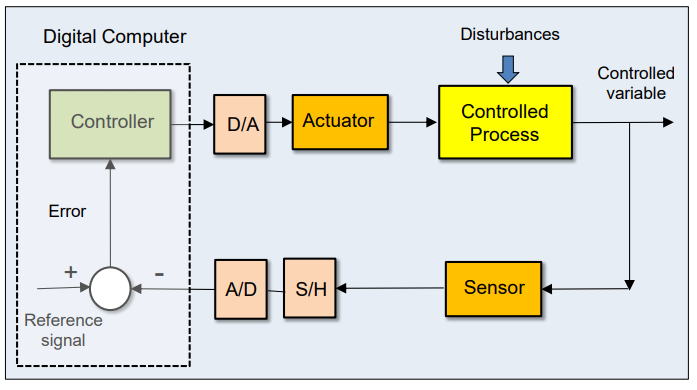 Digital Computer
Disturbances
Controlled
variable
Controller
D/A
Actuator
Controlled
Process
Error
+
-
A/D
S/H
Sensor
Reference
signal